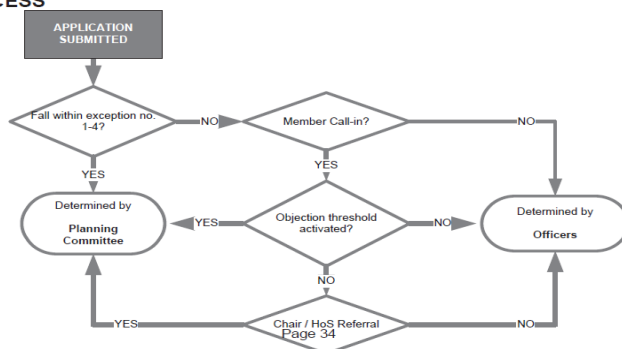 CESS
APPLICATION
SUBMITTED
Fall within exception no.
1-4?
NO
Member Call-in?
NO
YES
YES
Determined by
Planning
Committee
YES
Objection threshold
activated?
NO
Determined by
Officers
NO
YES
Chair / HoS Referral
NO
Page 34